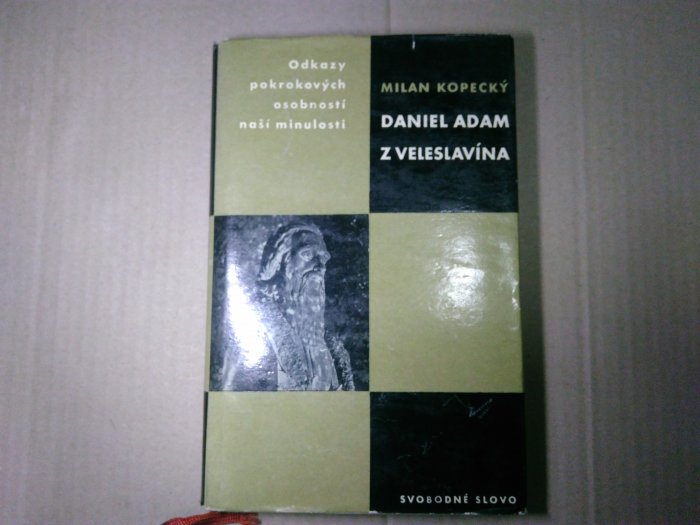 Odkazy
pokrokových
osobností
naší minulosti
MILAN KOPECKÝ
DANIEL ADAM
Z VELESLAVÍNA
SVOBODNÉ SLOVO